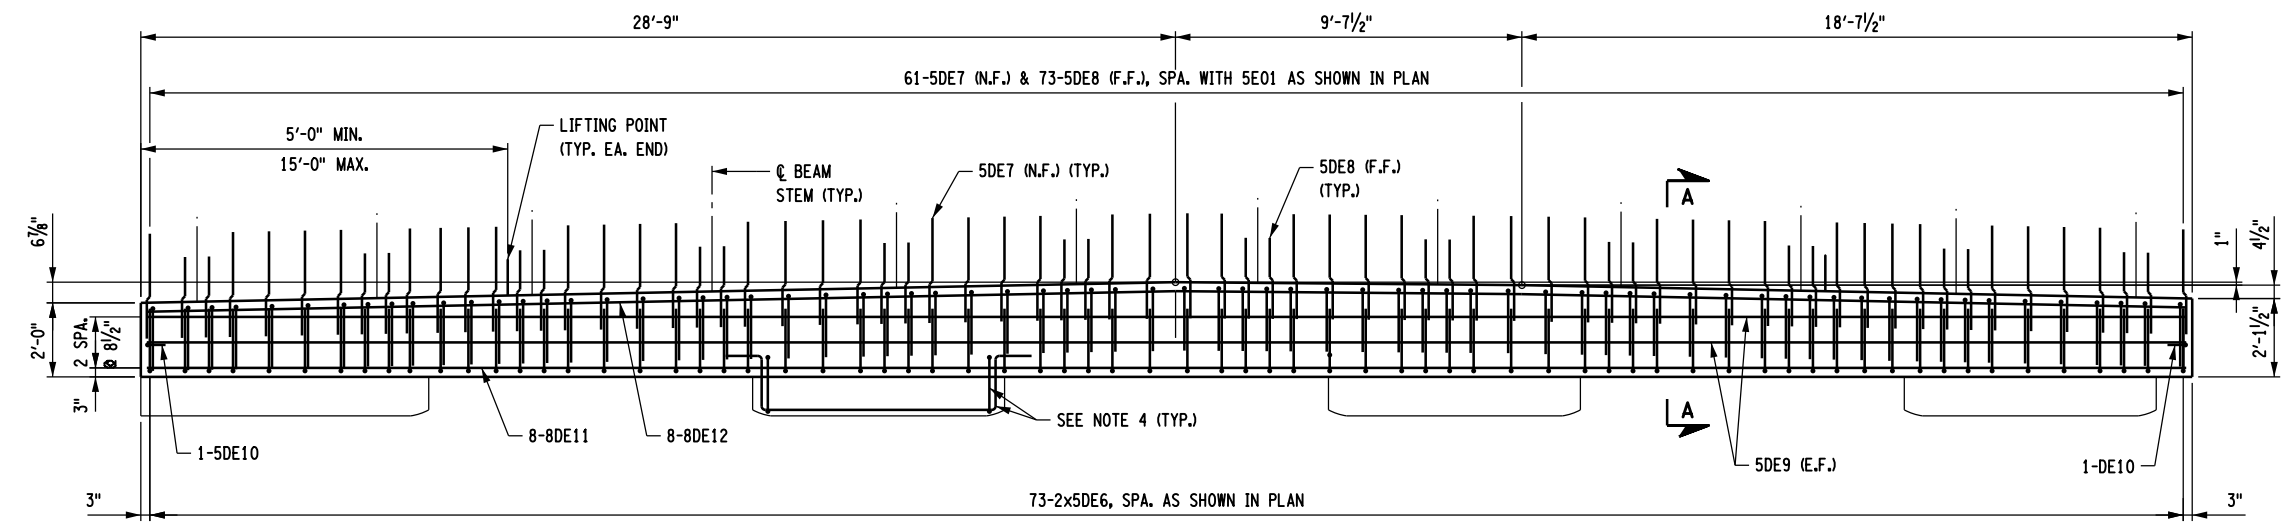 28'-9"
9'-7½"
18'-7½"
61-5DE7 (N.F.) & 73-5DE8 (F.F.), SPA. WITH 5E01 AS SHOWN IN PLAN
5'-0" MIN.
15'-0" MAX.
LIFTING POINT
(TYP. EA. END)
℄ BEAM
STEM (TYP.)
5DE7 (N.F.) (TYP.)
5DE8 (F.F.)
(TYP.)
A
6⅞"
1"
4½"
2'-0"
2 SPA.
@ 8½"
2'-1½"
3"
A
SEE NOTE 4 (TYP.)
8-8DE11
8-8DE12
1-5DE10
5DE9 (E.F.)
1-DE10
3"
73-2x5DE6, SPA. AS SHOWN IN PLAN
3"